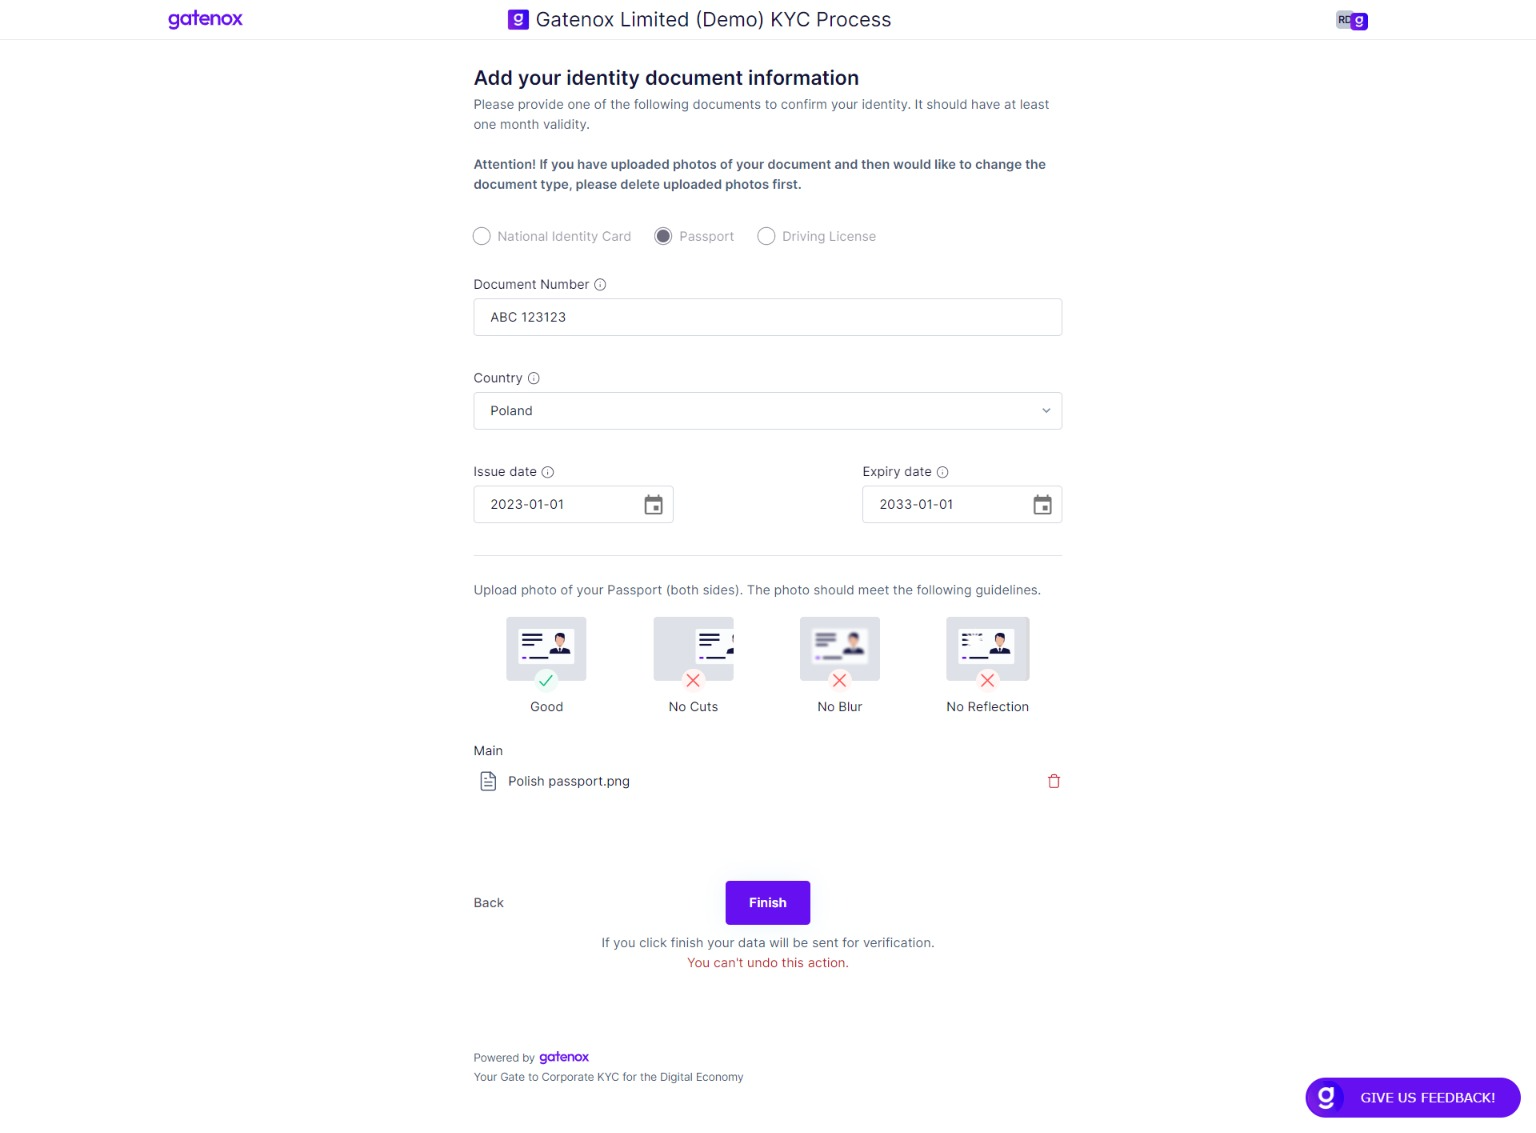 gatenox
g Gatenox Limited (Demo) KYC Process
RD g
Add your identity document information
Please provide one of the following documents to confirm your identity. It should have at least
one month validity.
Attention! If you have uploaded photos of your document and then would like to change the
document type, please delete uploaded photos first.
National Identity Card Passport Driving License
Document Number
ABC 123123
Country
Poland
Issue date Expiry date
2023-01-01 2033-01-01
Upload photo of your Passport (both sides). The photo should meet the following guidelines.
Good No Cuts No Blur No Reflection
Main
Polish passport.png
Back Finish
If you click finish your data will be sent for verification.
You can't undo this action.
Powered by gatenox
Your Gate to Corporate KYC for the Digital Economy
g GIVE US FEEDBACK!